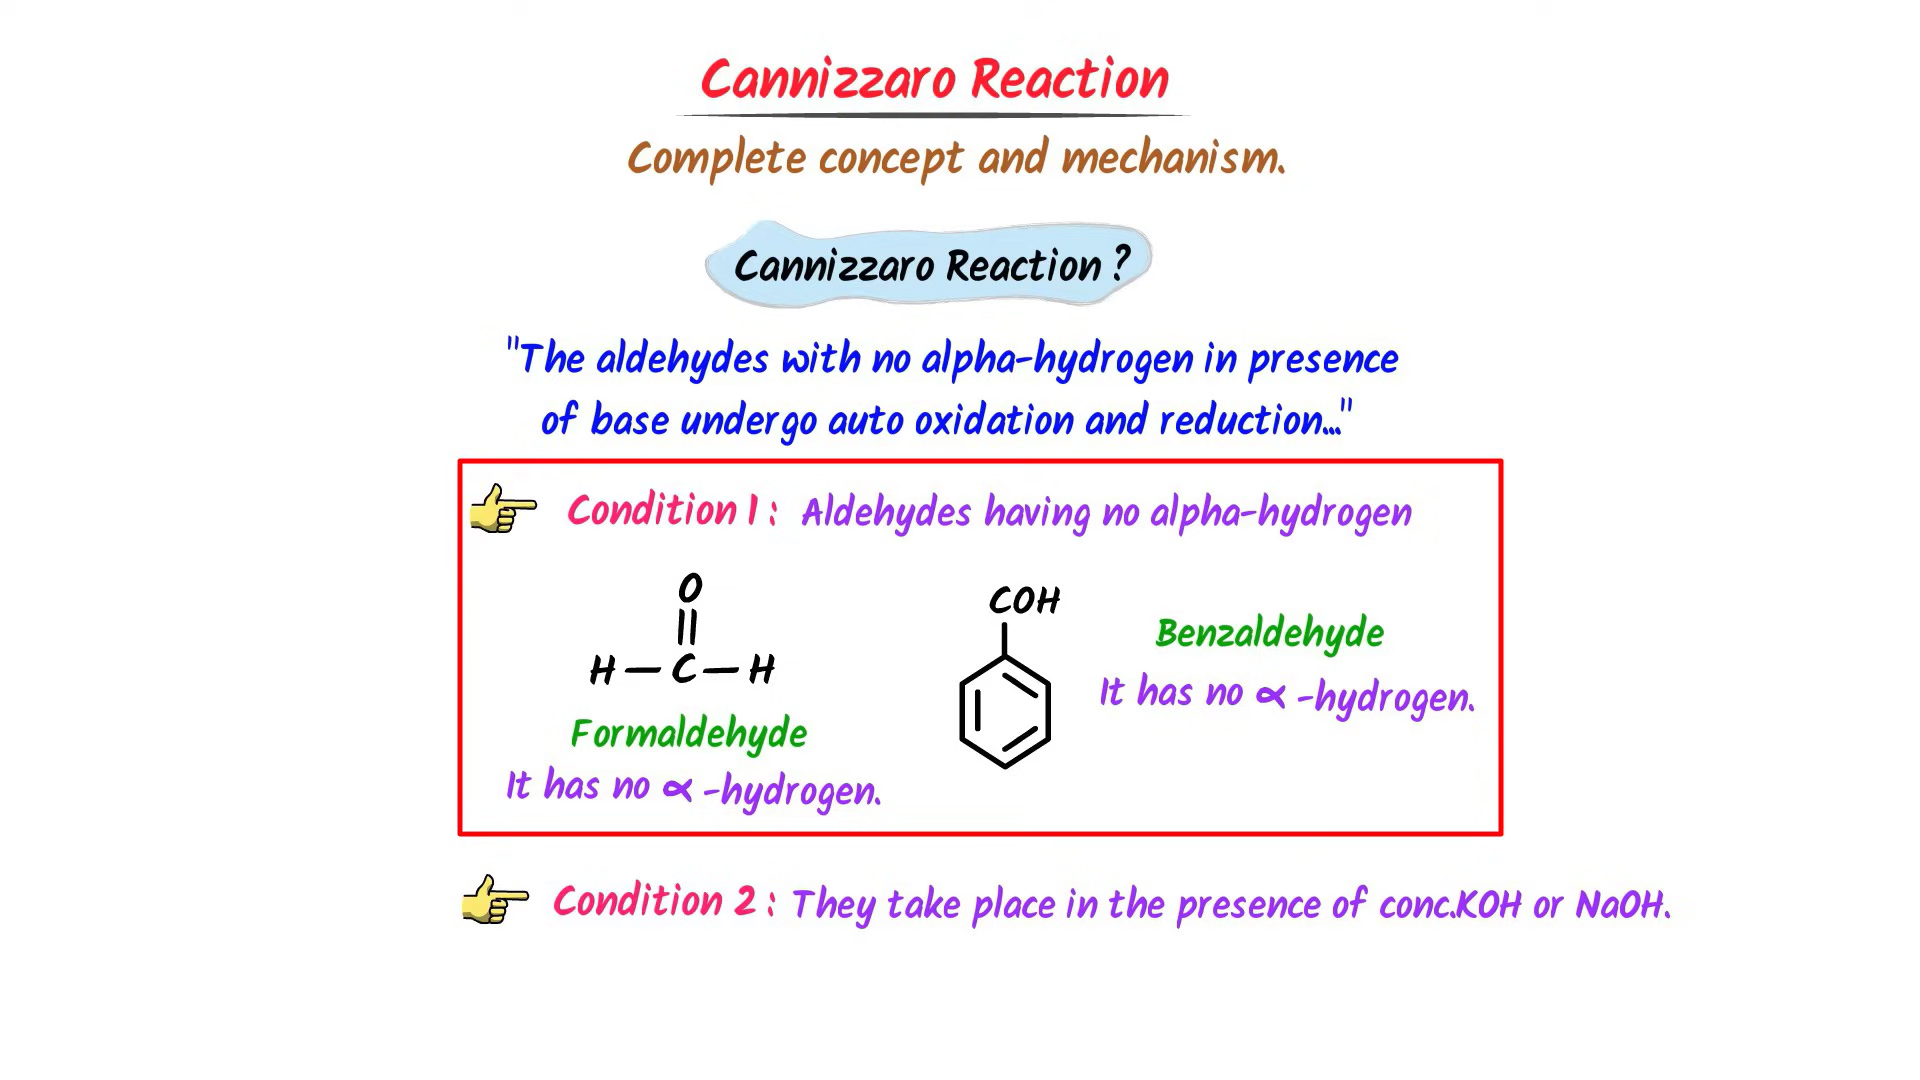 Cannizzaro Reaction
Complete concept and mechanism.
Cannizzaro Reaction ?
"The aldehydes with no alpha-hydrogen in presence
of base undergo auto oxidation and reduction..."
Condition 1 : Aldehydes having no alpha-hydrogen
O
H — C — H
Formaldehyde
It has no ∝ -hydrogen.
COH
Benzaldehyde
It has no ∝ -hydrogen.
Condition 2 : They take place in the presence of conc.KOH or NaOH.